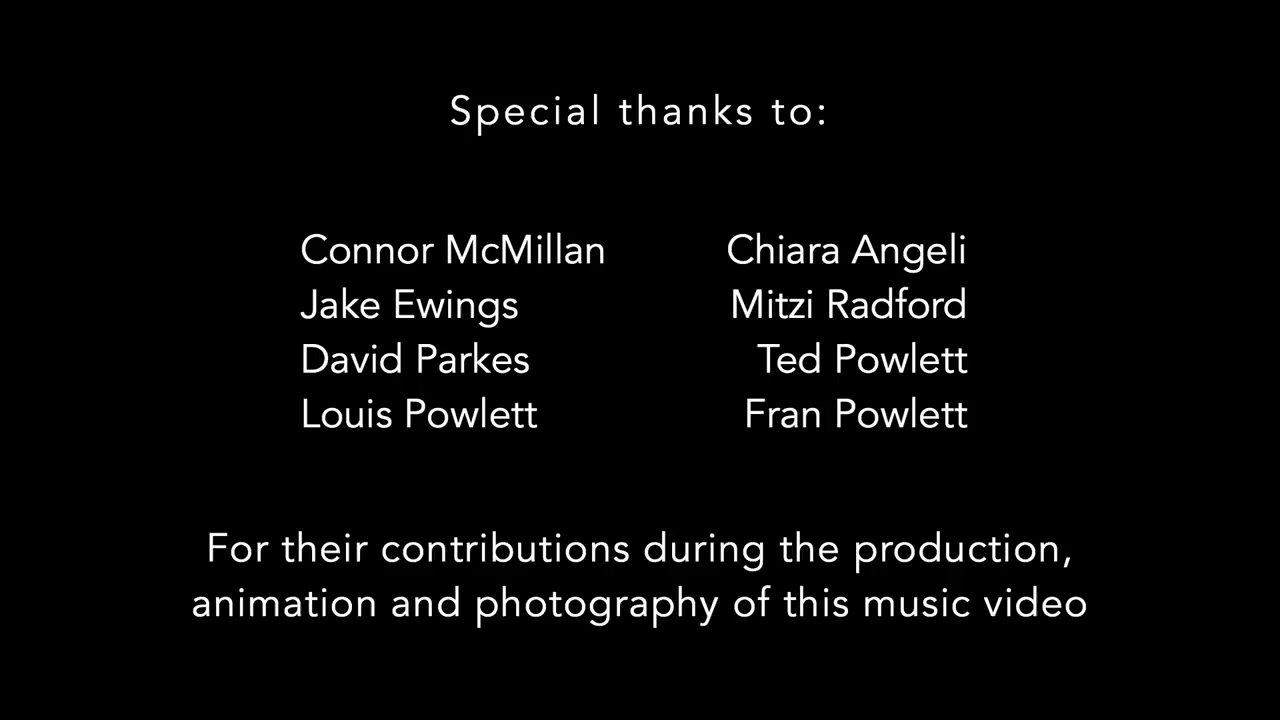 Special thanks to:
Connor McMillan Chiara Angeli
Jake Ewings Mitzi Radford
David Parkes Ted Powlett
Louis Powlett Fran Powlett
For their contributions during the production,
animation and photography of this music video